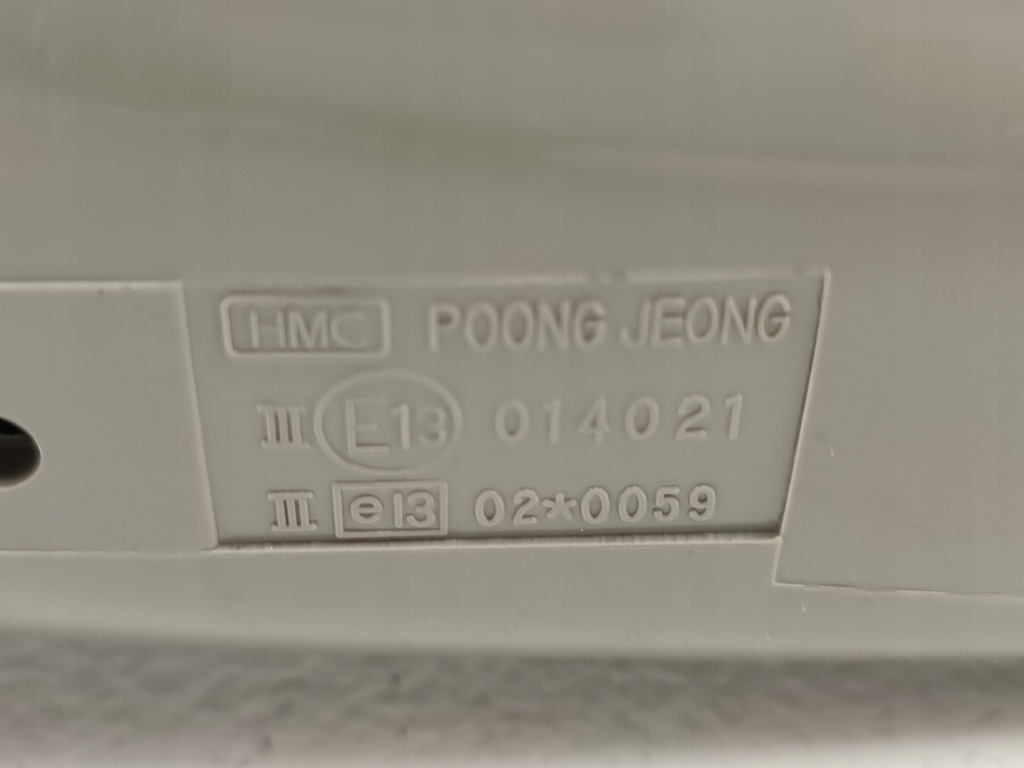 HMC POONG JEONG
III E13 014021
III e13 02*0059